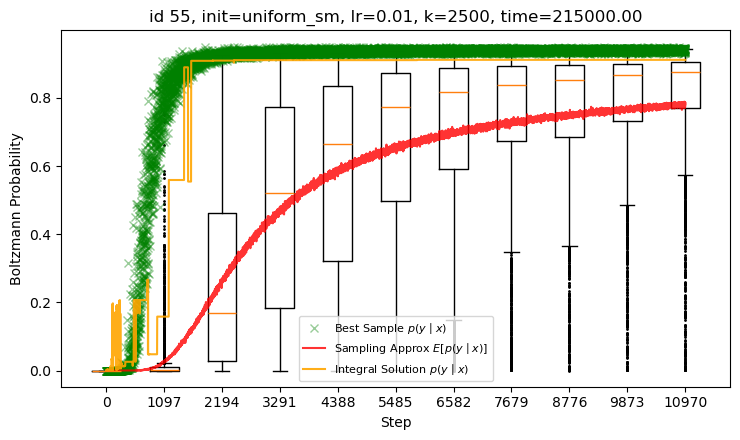 id 55, init=uniform_sm, lr=0.01, k=2500, time=215000.00
Boltzmann Probability
0.8
0.6
0.4
0.2
0.0
Best Sample p(y | x)
Sampling Approx E[p(y | x)]
Integral Solution p(y | x)
0 1097 2194 3291 4388 5485 6582 7679 8776 9873 10970
Step